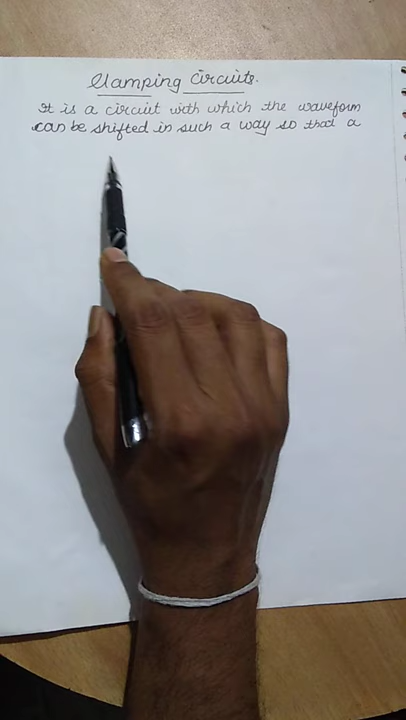 Clamping Circuits.
It is a circuit with which the waveform
can be shifted in such a way so that a